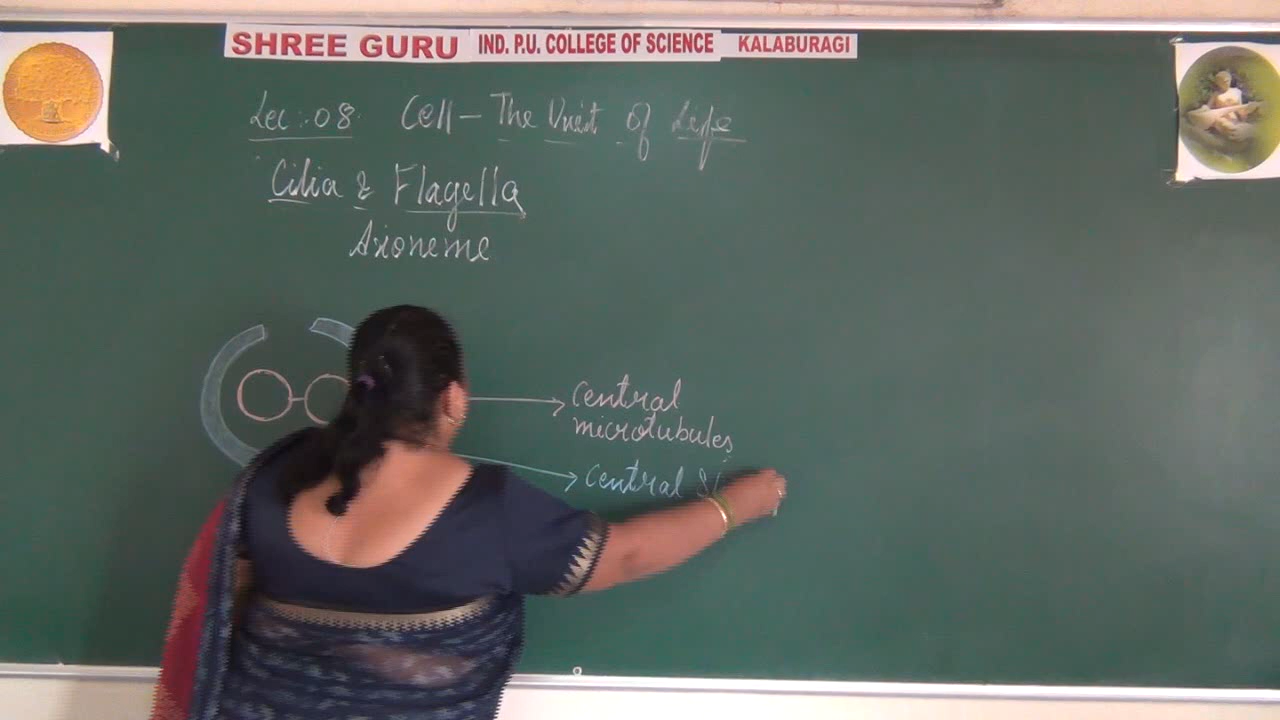 SHREE GURU IND. P.U. COLLEGE OF SCIENCE KALABURAGI
Lec:08 Cell – The Unit of Life
Cilia & Flagella
Axoneme
central
microtubules
central